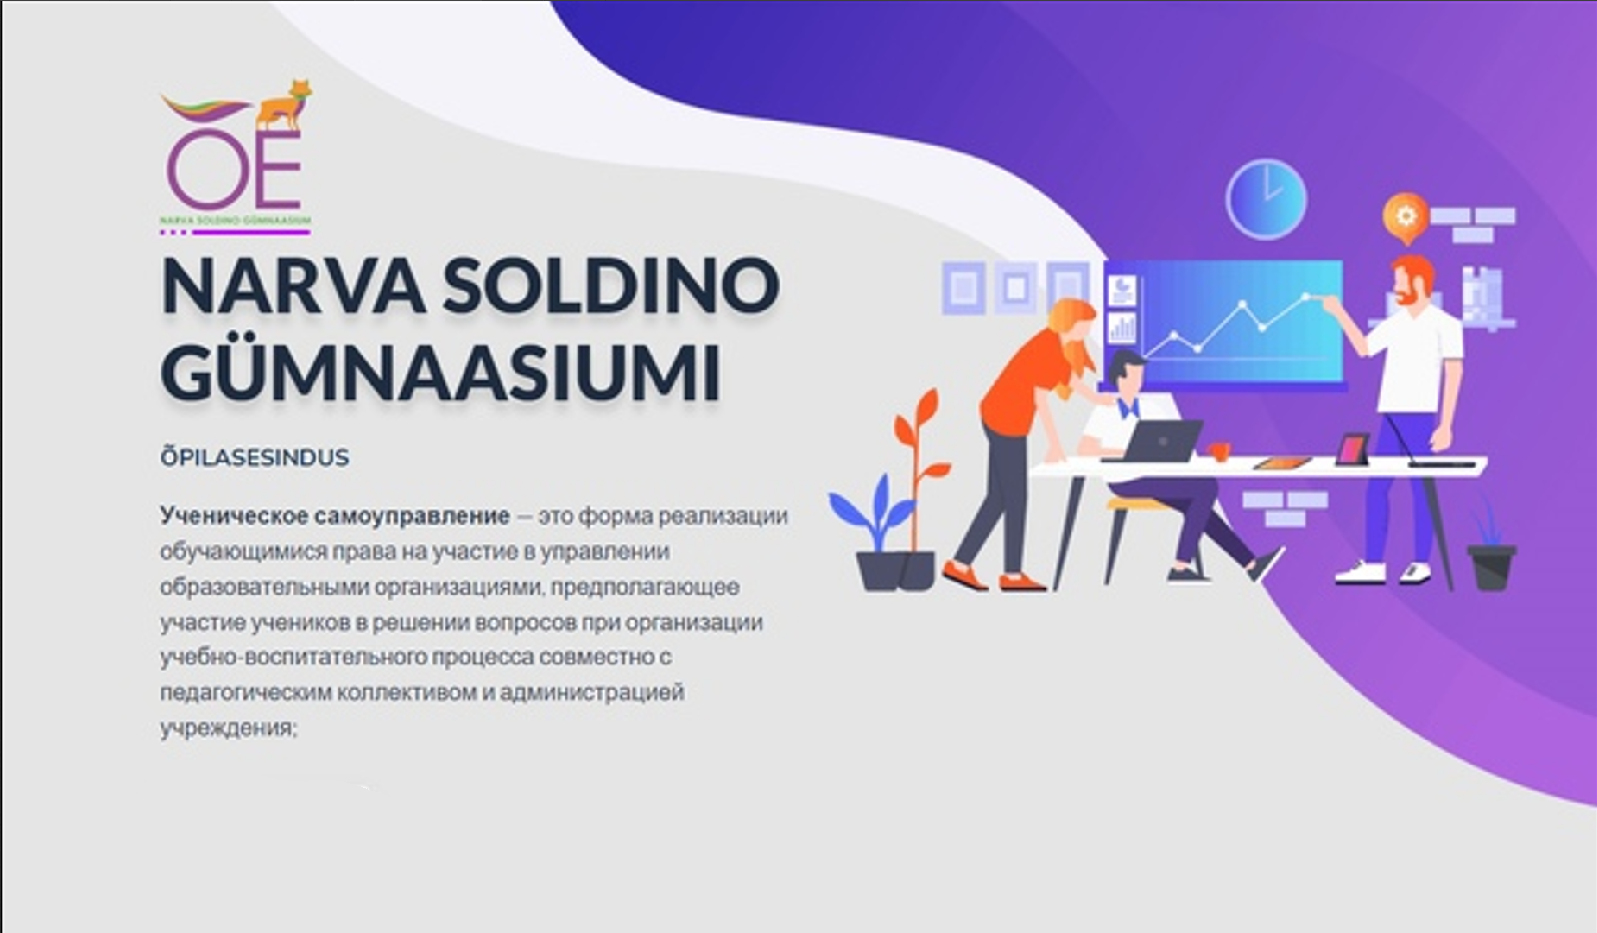 ÕE
NARVA SOLDINO GÜMNAASIUM
NARVA SOLDINO
GÜMNAASIUMI
ÕPILASESINDUS
Ученическое самоуправление — это форма реализации
обучающимися права на участие в управлении
образовательными организациями, предполагающее
участие учеников в решении вопросов при организации
учебно-воспитательного процесса совместно с
педагогическим коллективом и администрацией
учреждения;